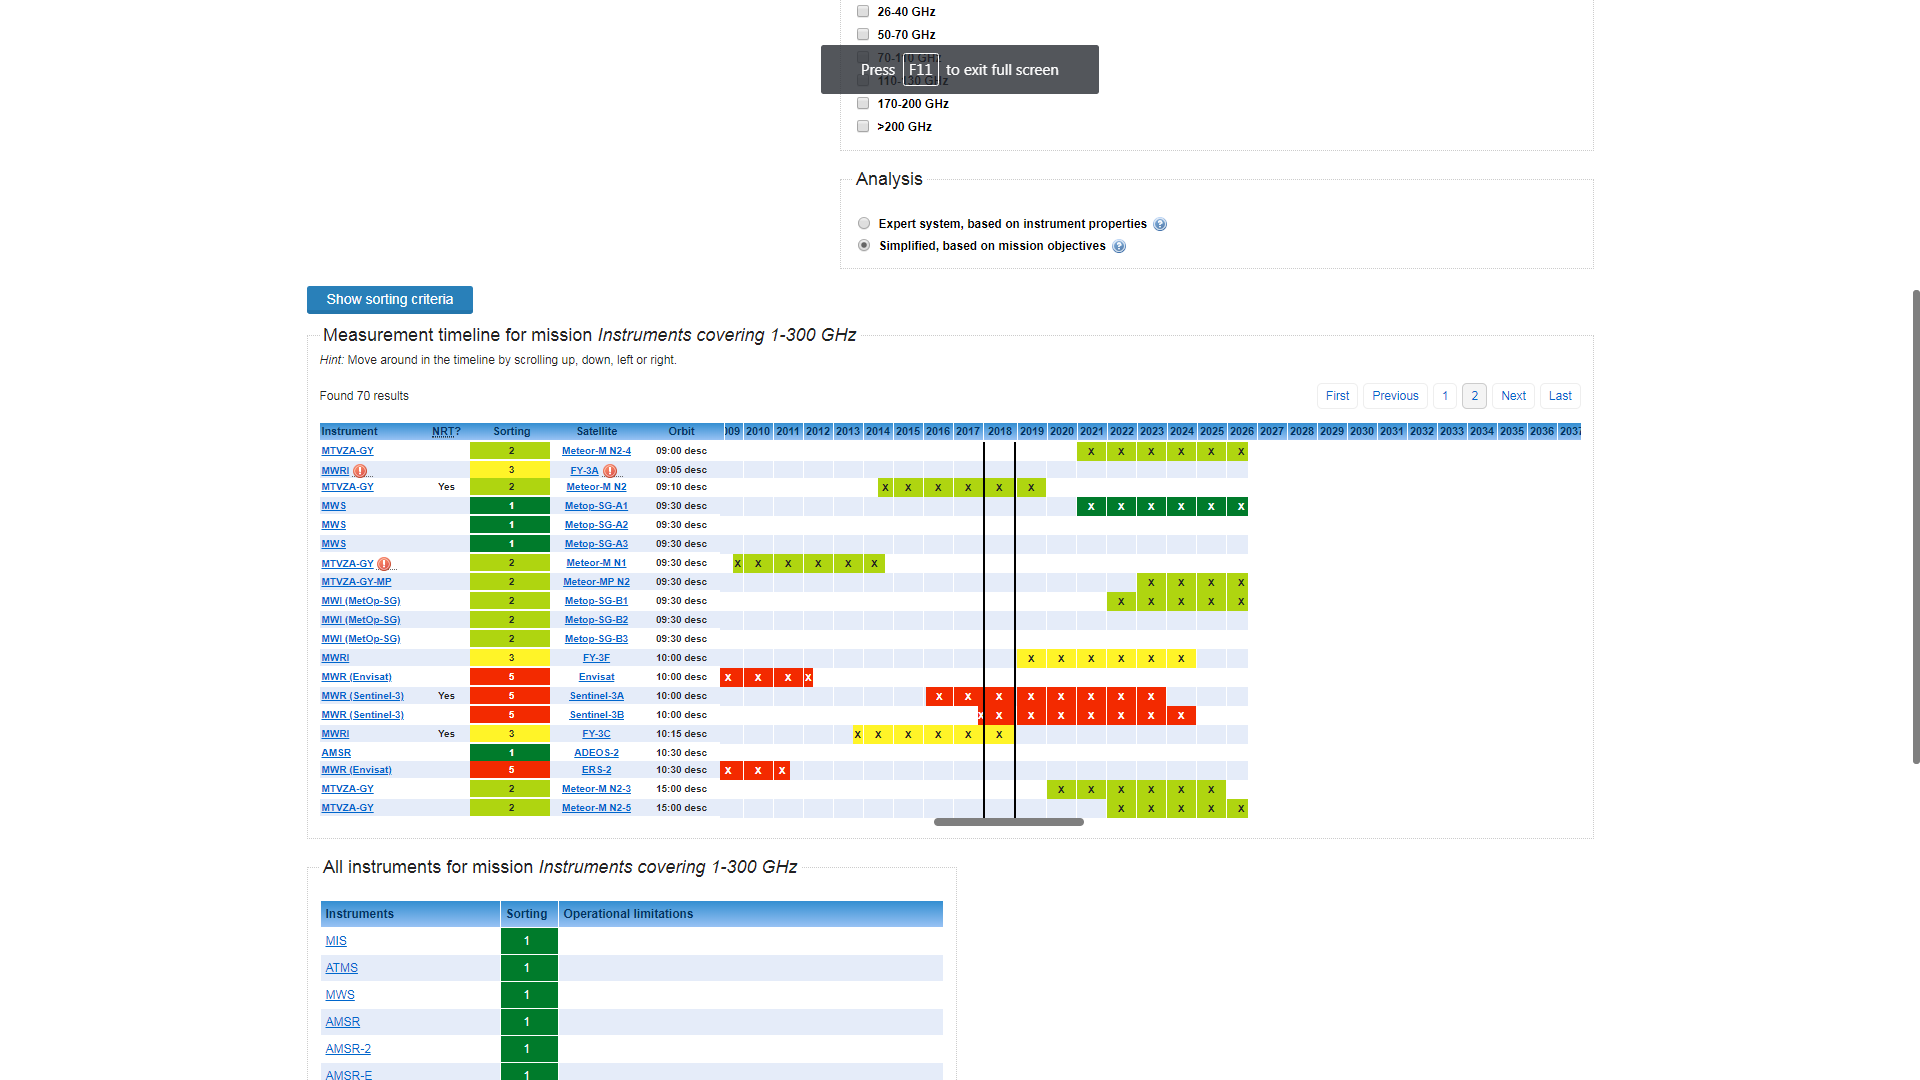 26-40 GHz
50-70 GHz
Press F11 to exit full screen
170-200 GHz
>200 GHz
Analysis
Expert system, based on instrument properties ?
Simplified, based on mission objectives ?
Show sorting criteria
Measurement timeline for mission Instruments covering 1-300 GHz
Hint: Move around in the timeline by scrolling up, down, left or right.
Found 70 results
First Previous 1 2 Next Last
Instrument NRT? Sorting Satellite Orbit 2010 2011 2012 2013 2014 2015 2016 2017 2018 2019 2020 2021 2022 2023 2024 2025 2026 2027 2028 2029 2030 2031 2032 2033 2034 2035 2036 2037
MTVZA-GY 2 Meteor-M N2-4 09:00 desc X X X X X X
MWRI ! 3 FY-3A ! 09:05 desc
MTVZA-GY Yes 2 Meteor-M N2 09:10 desc X X X X X X
MWS 1 Metop-SG-A1 09:30 desc X X X X X X
MWS 1 Metop-SG-A2 09:30 desc
MWS 1 Metop-SG-A3 09:30 desc
MTVZA-GY ! 2 Meteor-M N1 09:30 desc X X X X X X
MTVZA-GY-MP 2 Meteor-MP N2 09:30 desc X X X X
MWI (MetOp-SG) 2 Metop-SG-B1 09:30 desc X X X X X
MWI (MetOp-SG) 2 Metop-SG-B2 09:30 desc
MWI (MetOp-SG) 2 Metop-SG-B3 09:30 desc
MWRI 3 FY-3F 10:00 desc X X X X X X
MWR (Envisat) 5 Envisat 10:00 desc X X X X
MWR (Sentinel-3) Yes 5 Sentinel-3A 10:00 desc X X X X X X X X
MWR (Sentinel-3) 5 Sentinel-3B 10:00 desc X X X X X X X X
MWRI Yes 3 FY-3C 10:15 desc X X X X X X
AMSR 1 ADEOS-2 10:30 desc
MWR (Envisat) 5 ERS-2 10:30 desc X X X
MTVZA-GY 2 Meteor-M N2-3 15:00 desc X X X X X X
MTVZA-GY 2 Meteor-M N2-5 15:00 desc X X X X X
All instruments for mission Instruments covering 1-300 GHz
Instruments Sorting Operational limitations
MIS 1
ATMS 1
MWS 1
AMSR 1
AMSR-2 1
AMSR-E 1